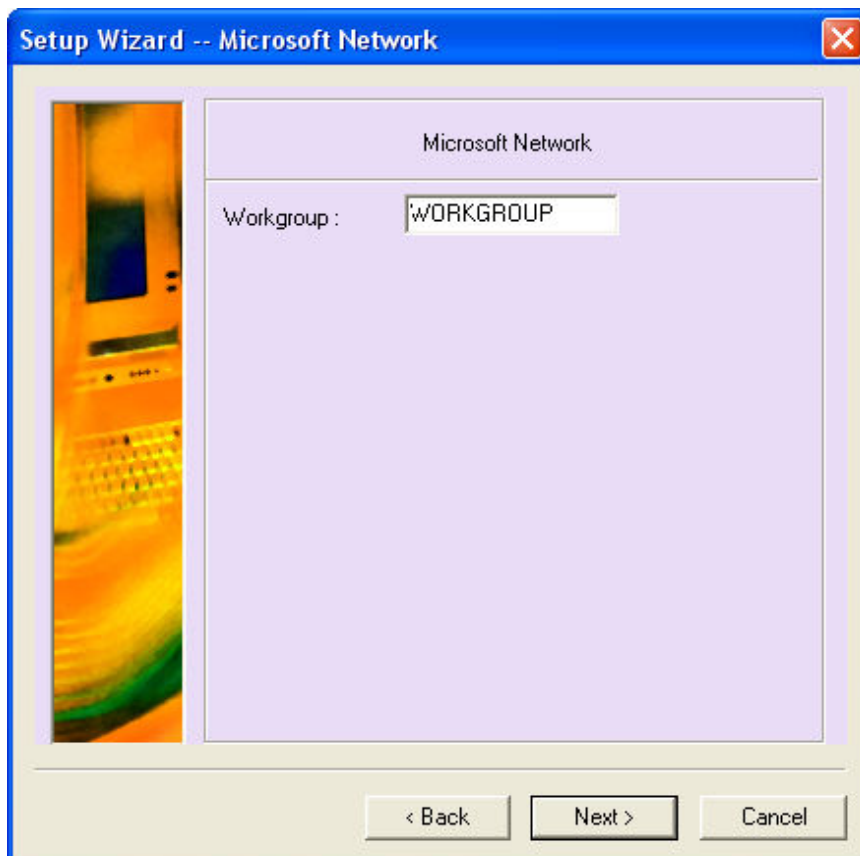 Setup Wizard -- Microsoft Network
Microsoft Network
Workgroup :
WORKGROUP
< Back
Next >
Cancel